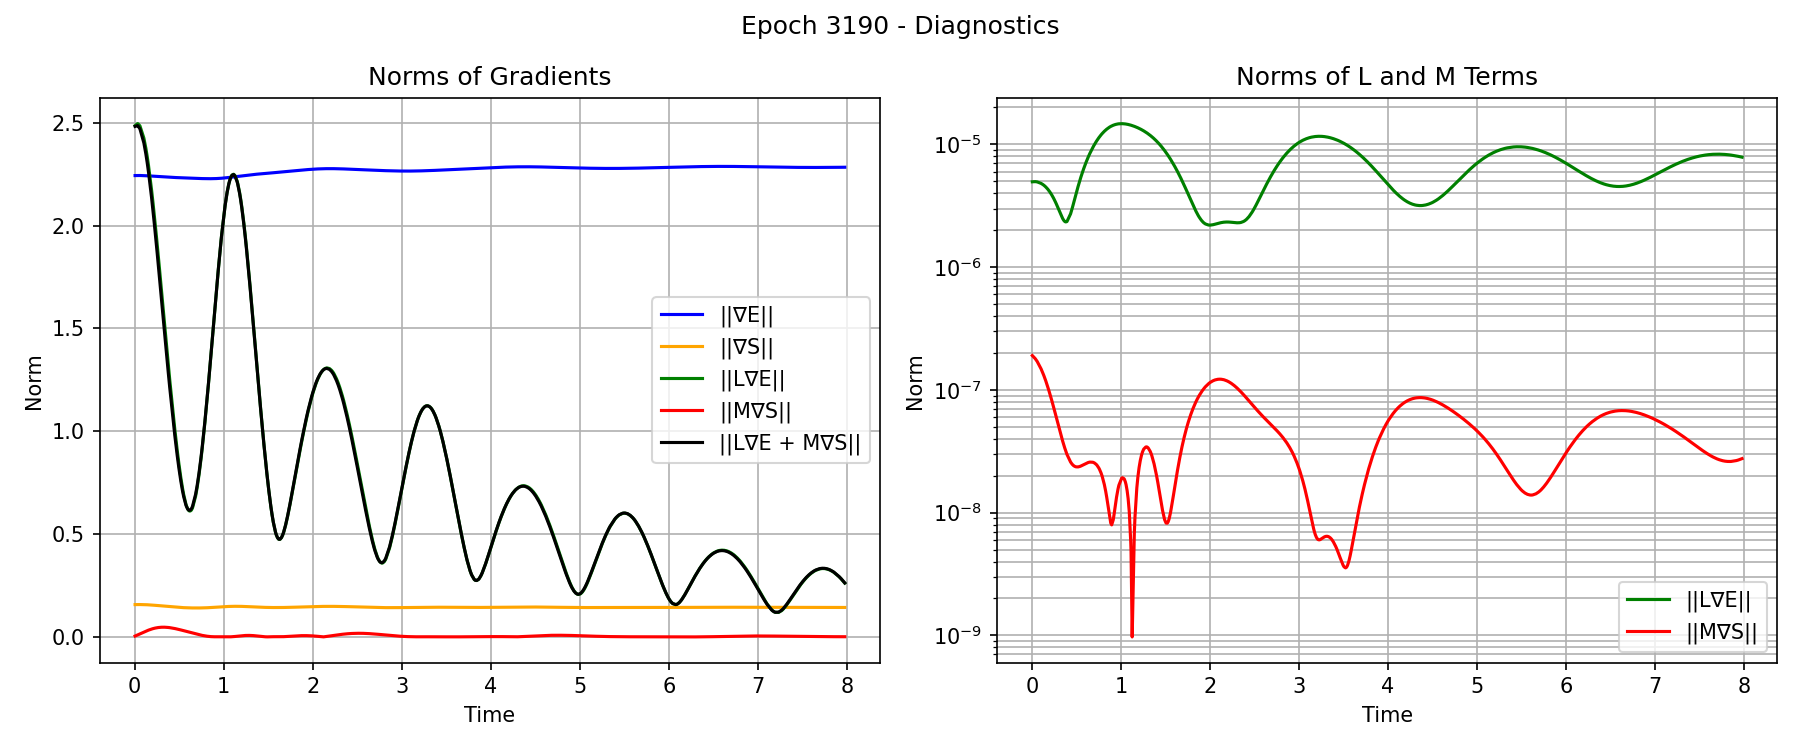 Epoch 3190 - Diagnostics
Norms of Gradients
Norm
2.5
2.0
1.5
1.0
0.5
0.0
||∇E||
||∇S||
||L∇E||
||M∇S||
||L∇E + M∇S||
0 1 2 3 4 5 6 7 8
Time
Norms of L and M Terms
Norm
10⁻⁵
10⁻⁶
10⁻⁷
10⁻⁸
10⁻⁹
||L∇E||
||M∇S||
0 1 2 3 4 5 6 7 8
Time